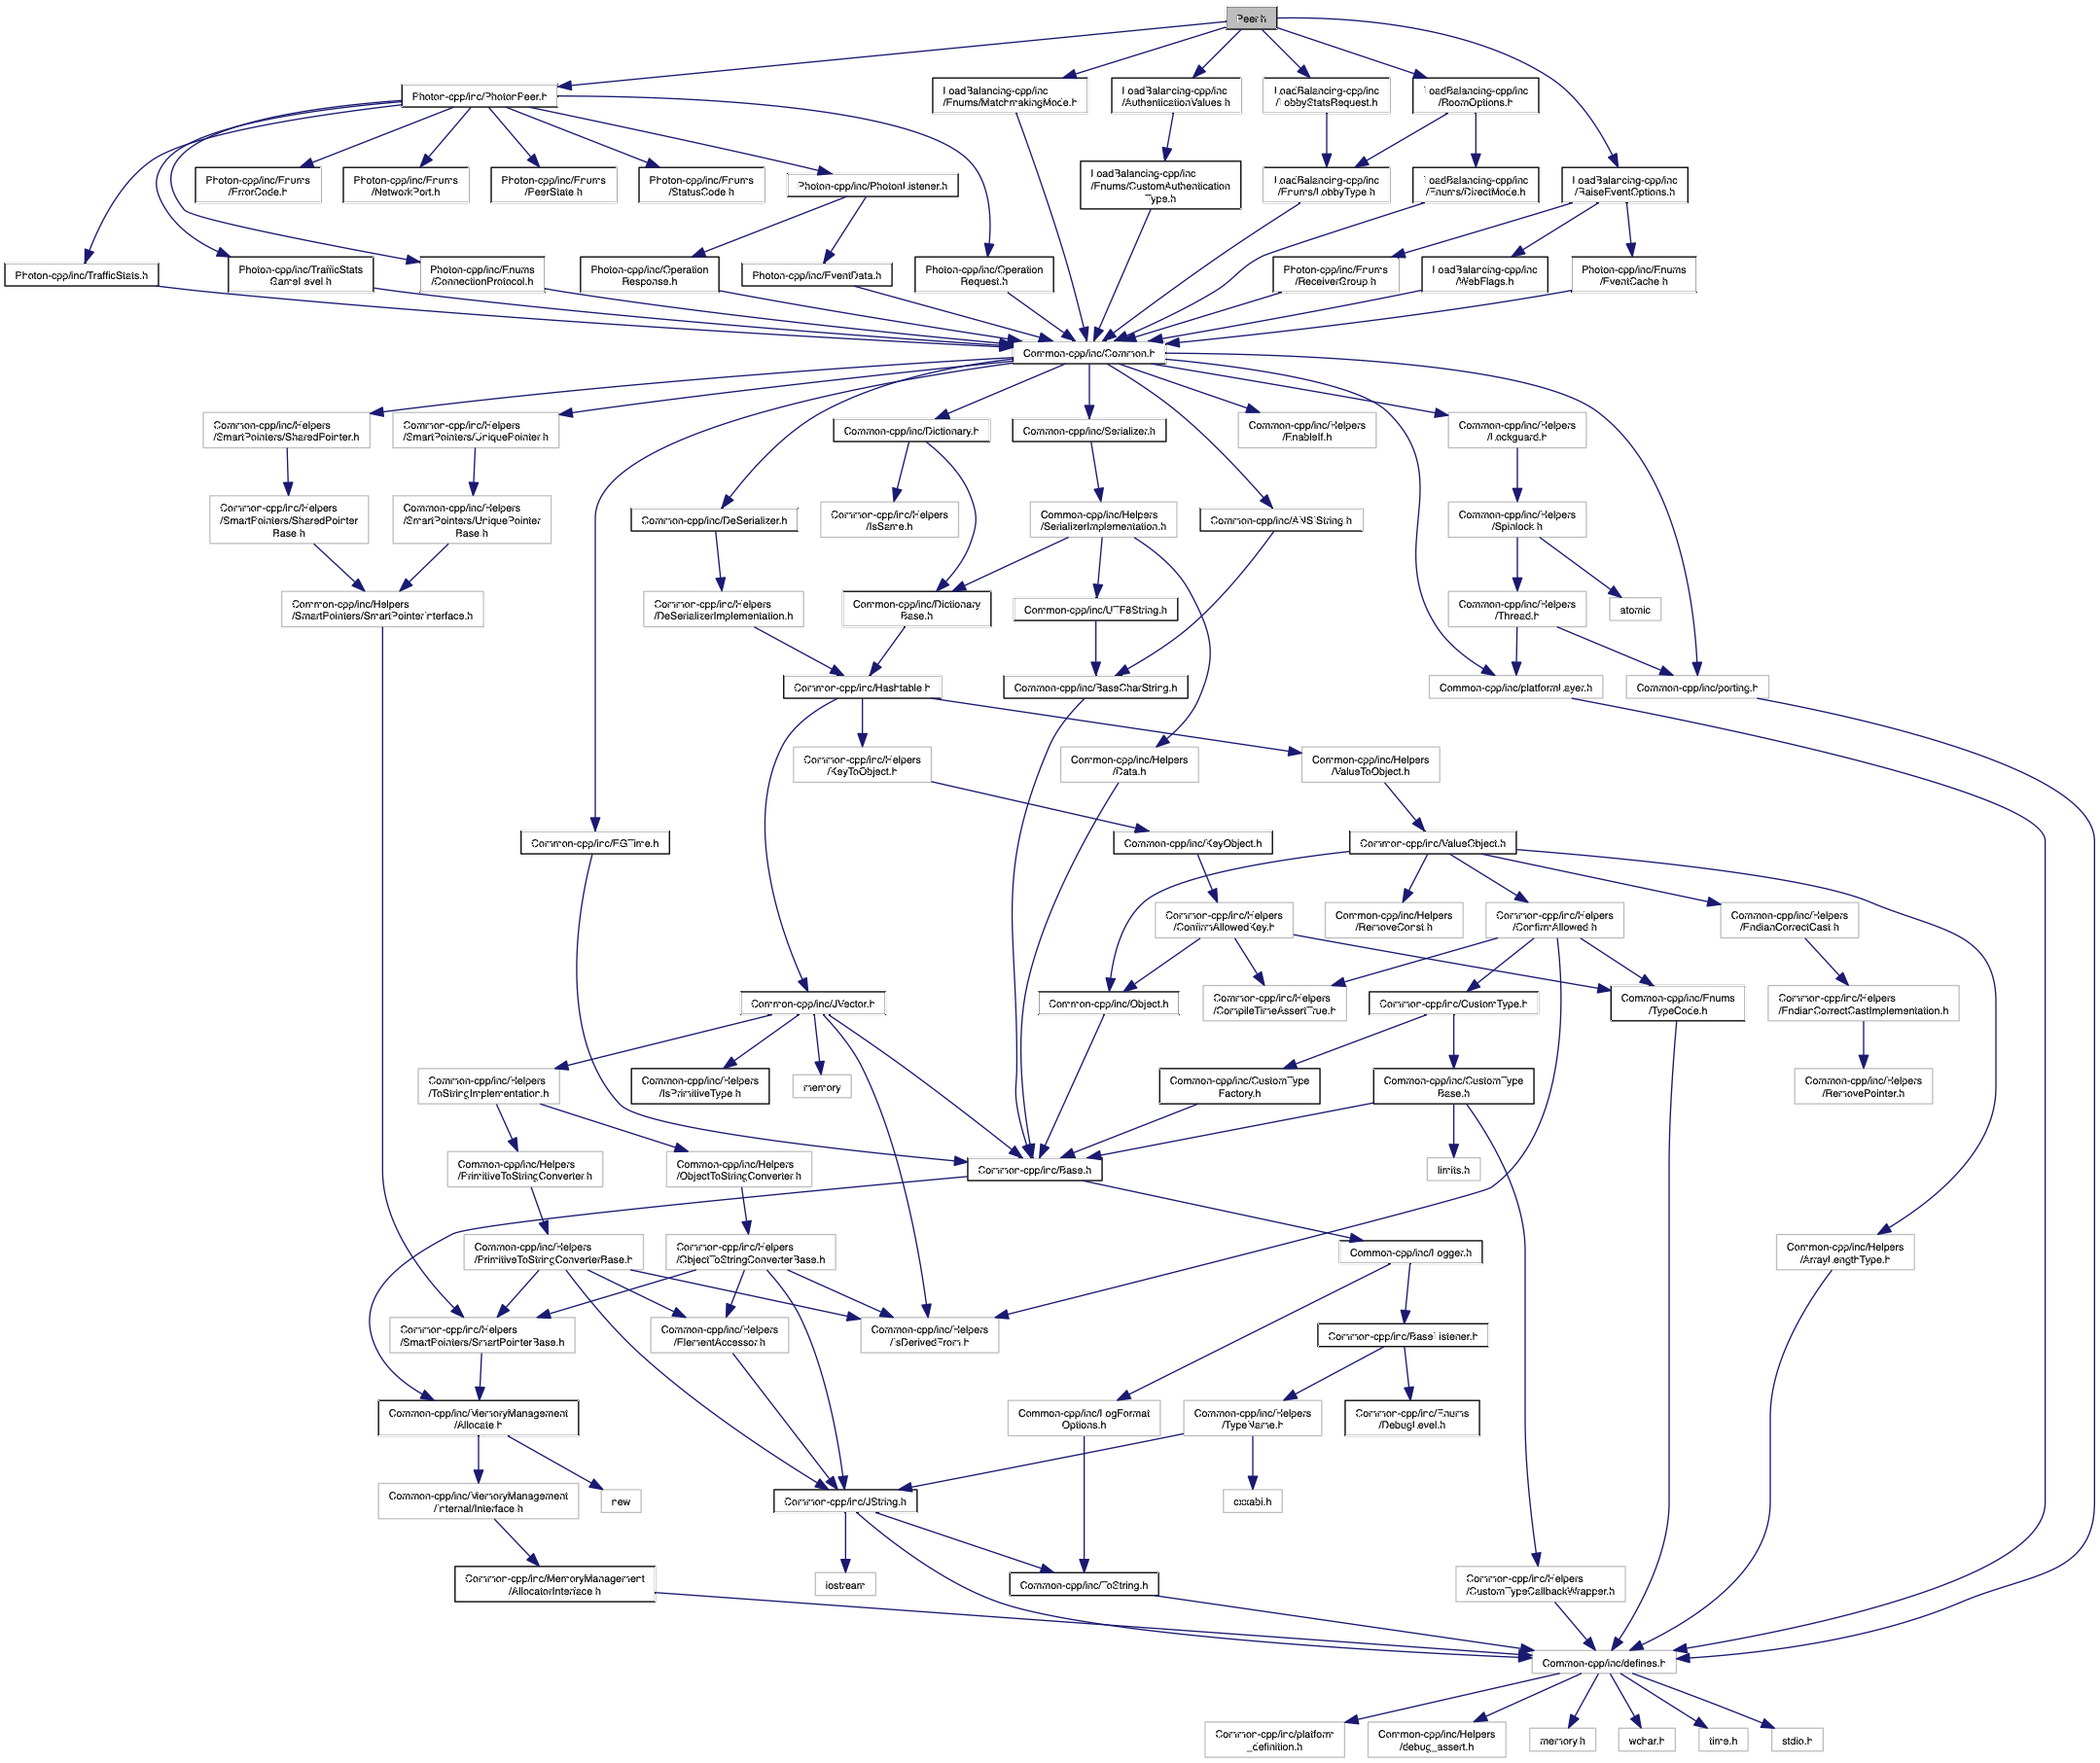 Peer.h
Photon-cpp/inc/PhotonPeer.h
LoadBalancing-cpp/inc
/Enums/MatchmakingMode.h
LoadBalancing-cpp/inc
/AuthenticationValues.h
LoadBalancing-cpp/inc
/LobbyStatsRequest.h
LoadBalancing-cpp/inc
/RoomOptions.h
Photon-cpp/inc/Enums
/ErrorCode.h
Photon-cpp/inc/Enums
/NetworkPort.h
Photon-cpp/inc/Enums
/PeerState.h
Photon-cpp/inc/Enums
/StatusCode.h
Photon-cpp/inc/PhotonListener.h
LoadBalancing-cpp/inc
/Enums/CustomAuthentication
Type.h
LoadBalancing-cpp/inc
/Enums/LobbyType.h
LoadBalancing-cpp/inc
/Enums/DirectMode.h
LoadBalancing-cpp/inc
/RaiseEventOptions.h
Photon-cpp/inc/TrafficStats.h
Photon-cpp/inc/TrafficStats
GameLevel.h
Photon-cpp/inc/Enums
/ConnectionProtocol.h
Photon-cpp/inc/Operation
Response.h
Photon-cpp/inc/EventData.h
Photon-cpp/inc/Operation
Request.h
Photon-cpp/inc/Enums
/ReceiverGroup.h
LoadBalancing-cpp/inc
/WebFlags.h
Photon-cpp/inc/Enums
/EventCache.h
Common-cpp/inc/Common.h
Common-cpp/inc/Helpers
/SmartPointers/SharedPointer.h
Common-cpp/inc/Helpers
/SmartPointers/UniquePointer.h
Common-cpp/inc/Dictionary.h
Common-cpp/inc/Serializer.h
Common-cpp/inc/Helpers
/EnableIf.h
Common-cpp/inc/Helpers
/Lockguard.h
Common-cpp/inc/Helpers
/SmartPointers/SharedPointer
Base.h
Common-cpp/inc/Helpers
/SmartPointers/UniquePointer
Base.h
Common-cpp/inc/DeSerializer.h
Common-cpp/inc/Helpers
/IsSame.h
Common-cpp/inc/Helpers
/SerializerImplementation.h
Common-cpp/inc/ANSIString.h
Common-cpp/inc/Helpers
/Spinlock.h
Common-cpp/inc/Helpers
/SmartPointers/SmartPointerInterface.h
Common-cpp/inc/Helpers
/DeSerializerImplementation.h
Common-cpp/inc/Dictionary
Base.h
Common-cpp/inc/UTF8String.h
Common-cpp/inc/Helpers
/Thread.h
atomic
Common-cpp/inc/Hashtable.h
Common-cpp/inc/BaseCharString.h
Common-cpp/inc/platformLayer.h
Common-cpp/inc/porting.h
Common-cpp/inc/Helpers
/KeyToObject.h
Common-cpp/inc/Helpers
/Data.h
Common-cpp/inc/Helpers
/ValueToObject.h
Common-cpp/inc/EGTime.h
Common-cpp/inc/KeyObject.h
Common-cpp/inc/ValueObject.h
Common-cpp/inc/Helpers
/ConfirmAllowedKey.h
Common-cpp/inc/Helpers
/RemoveConst.h
Common-cpp/inc/Helpers
/ConfirmAllowed.h
Common-cpp/inc/Helpers
/EndianCorrectCast.h
Common-cpp/inc/JVector.h
Common-cpp/inc/Object.h
Common-cpp/inc/Helpers
/CompileTimeAssertTrue.h
Common-cpp/inc/CustomType.h
Common-cpp/inc/Enums
/TypeCode.h
Common-cpp/inc/Helpers
/EndianCorrectCastImplementation.h
Common-cpp/inc/Helpers
/ToStringImplementation.h
Common-cpp/inc/Helpers
/IsPrimitiveType.h
memory
Common-cpp/inc/CustomType
Factory.h
Common-cpp/inc/CustomType
Base.h
Common-cpp/inc/Helpers
/RemovePointer.h
Common-cpp/inc/Helpers
/PrimitiveToStringConverter.h
Common-cpp/inc/Helpers
/ObjectToStringConverter.h
Common-cpp/inc/Base.h
limits.h
Common-cpp/inc/Helpers
/PrimitiveToStringConverterBase.h
Common-cpp/inc/Helpers
/ObjectToStringConverterBase.h
Common-cpp/inc/Logger.h
Common-cpp/inc/Helpers
/ArrayLengthType.h
Common-cpp/inc/Helpers
/SmartPointers/SmartPointerBase.h
Common-cpp/inc/Helpers
/ElementAccessor.h
Common-cpp/inc/Helpers
/IsDerivedFrom.h
Common-cpp/inc/BaseListener.h
Common-cpp/inc/MemoryManagement
/Allocate.h
Common-cpp/inc/LogFormat
Options.h
Common-cpp/inc/Helpers
/TypeName.h
Common-cpp/inc/Enums
/DebugLevel.h
Common-cpp/inc/MemoryManagement
/Internal/Interface.h
new
Common-cpp/inc/JString.h
cxxabi.h
Common-cpp/inc/MemoryManagement
/AllocatorInterface.h
iostream
Common-cpp/inc/ToString.h
Common-cpp/inc/Helpers
/CustomTypeCallbackWrapper.h
Common-cpp/inc/defines.h
Common-cpp/inc/platform
_definition.h
Common-cpp/inc/Helpers
/debug_assert.h
memory.h
wchar.h
time.h
stdio.h